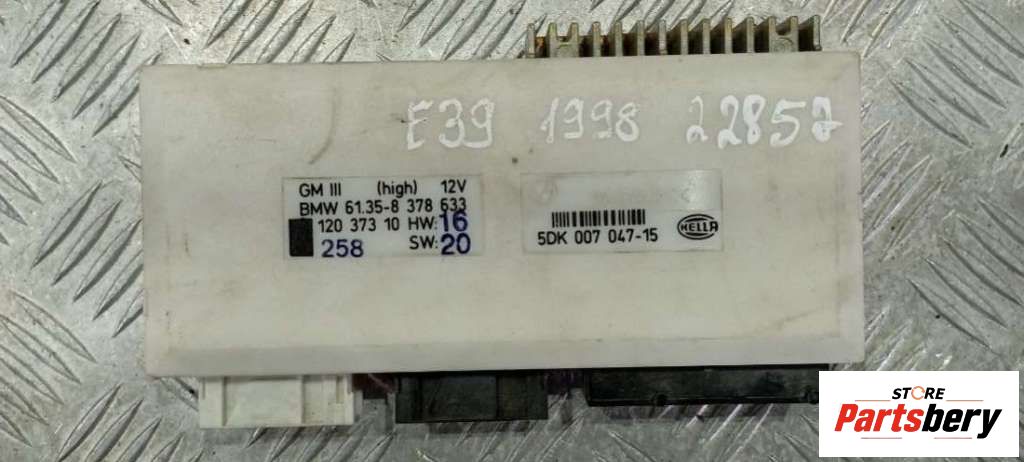 E39 1998 22857
GM III (high) 12V
BMW 61.35-8 378 633
120 373 10 HW: 16
258 SW: 20
5DK 007 047-15 HELLA
STORE
Partsbery